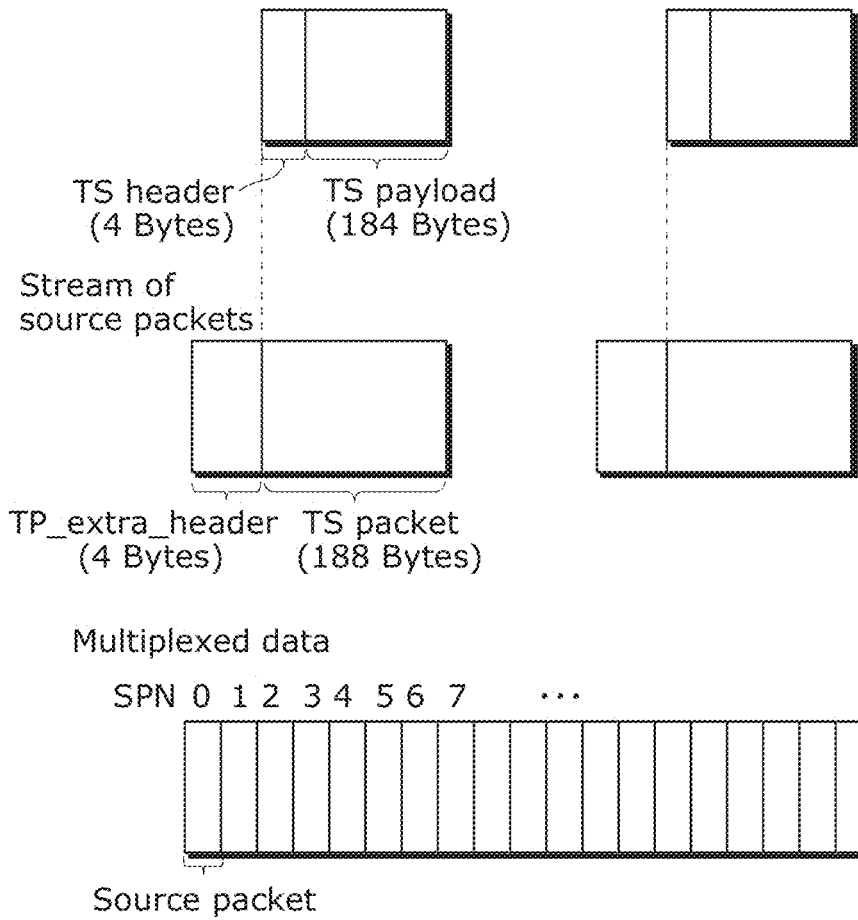 TS header TS payload
(4 Bytes) (184 Bytes)
Stream of
source packets
TP_extra_header TS packet
(4 Bytes) (188 Bytes)
Multiplexed data
SPN 0 1 2 3 4 5 6 7 ...
Source packet